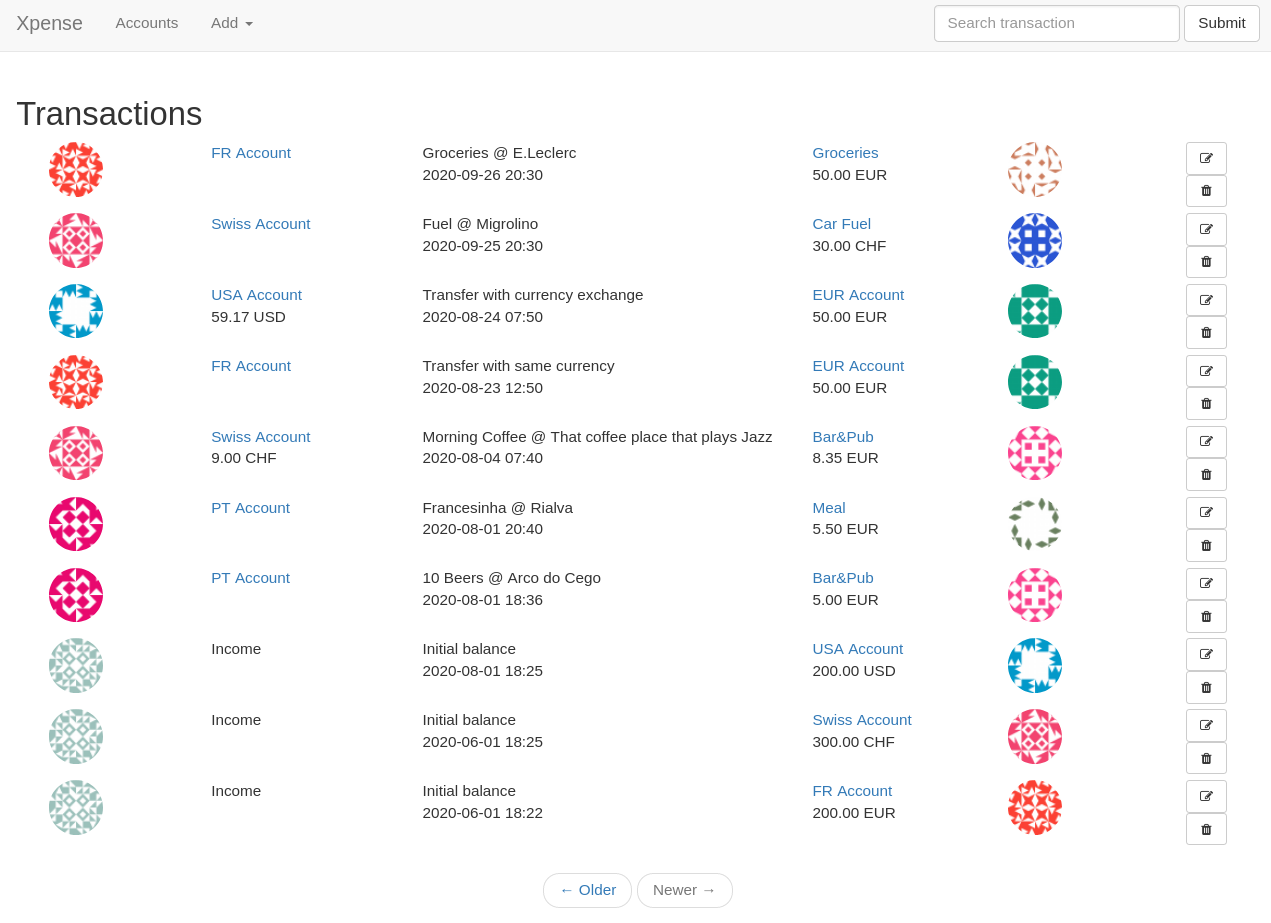 Xpense Accounts Add Search transaction Submit
Transactions
FR Account Groceries @ E.Leclerc Groceries
2020-09-26 20:30 50.00 EUR
Swiss Account Fuel @ Migrolino Car Fuel
2020-09-25 20:30 30.00 CHF
USA Account Transfer with currency exchange EUR Account
59.17 USD 2020-08-24 07:50 50.00 EUR
FR Account Transfer with same currency EUR Account
2020-08-23 12:50 50.00 EUR
Swiss Account Morning Coffee @ That coffee place that plays Jazz Bar&Pub
9.00 CHF 2020-08-04 07:40 8.35 EUR
PT Account Francesinha @ Rialva Meal
2020-08-01 20:40 5.50 EUR
PT Account 10 Beers @ Arco do Cego Bar&Pub
2020-08-01 18:36 5.00 EUR
Income Initial balance USA Account
2020-08-01 18:25 200.00 USD
Income Initial balance Swiss Account
2020-06-01 18:25 300.00 CHF
Income Initial balance FR Account
2020-06-01 18:22 200.00 EUR
← Older Newer →